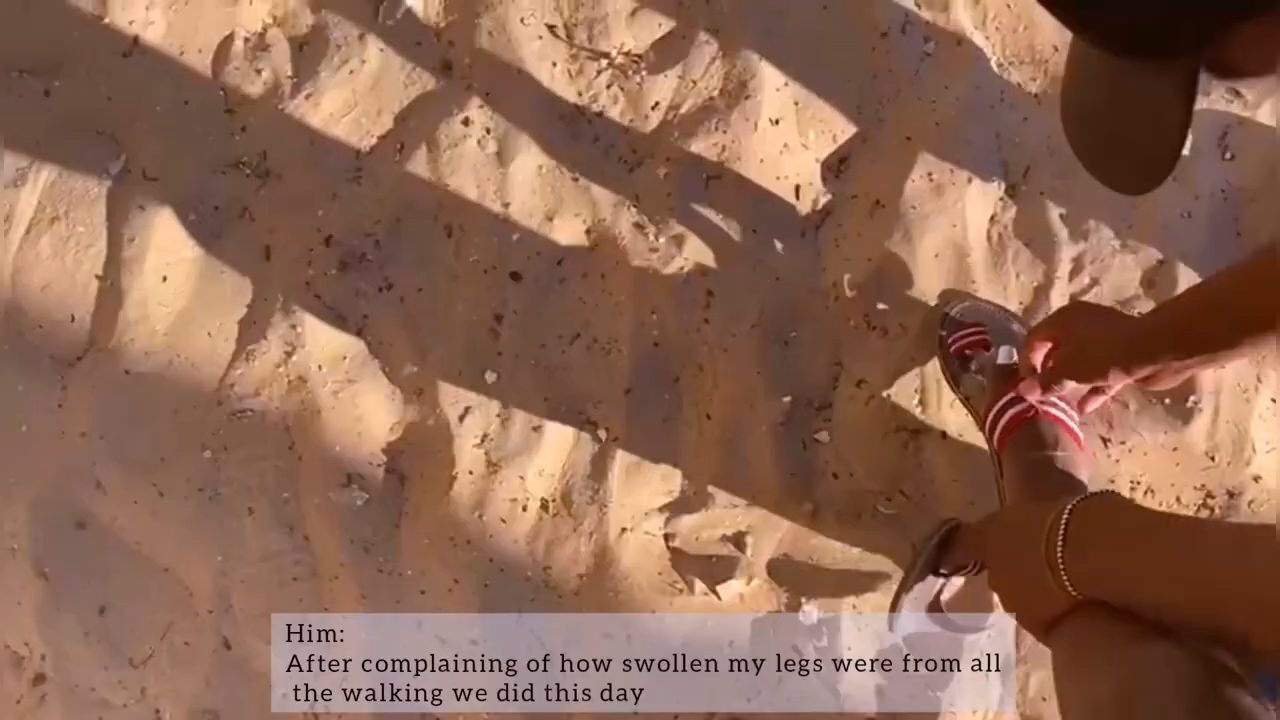 Him:
After complaining of how swollen my legs were from all
the walking we did this day